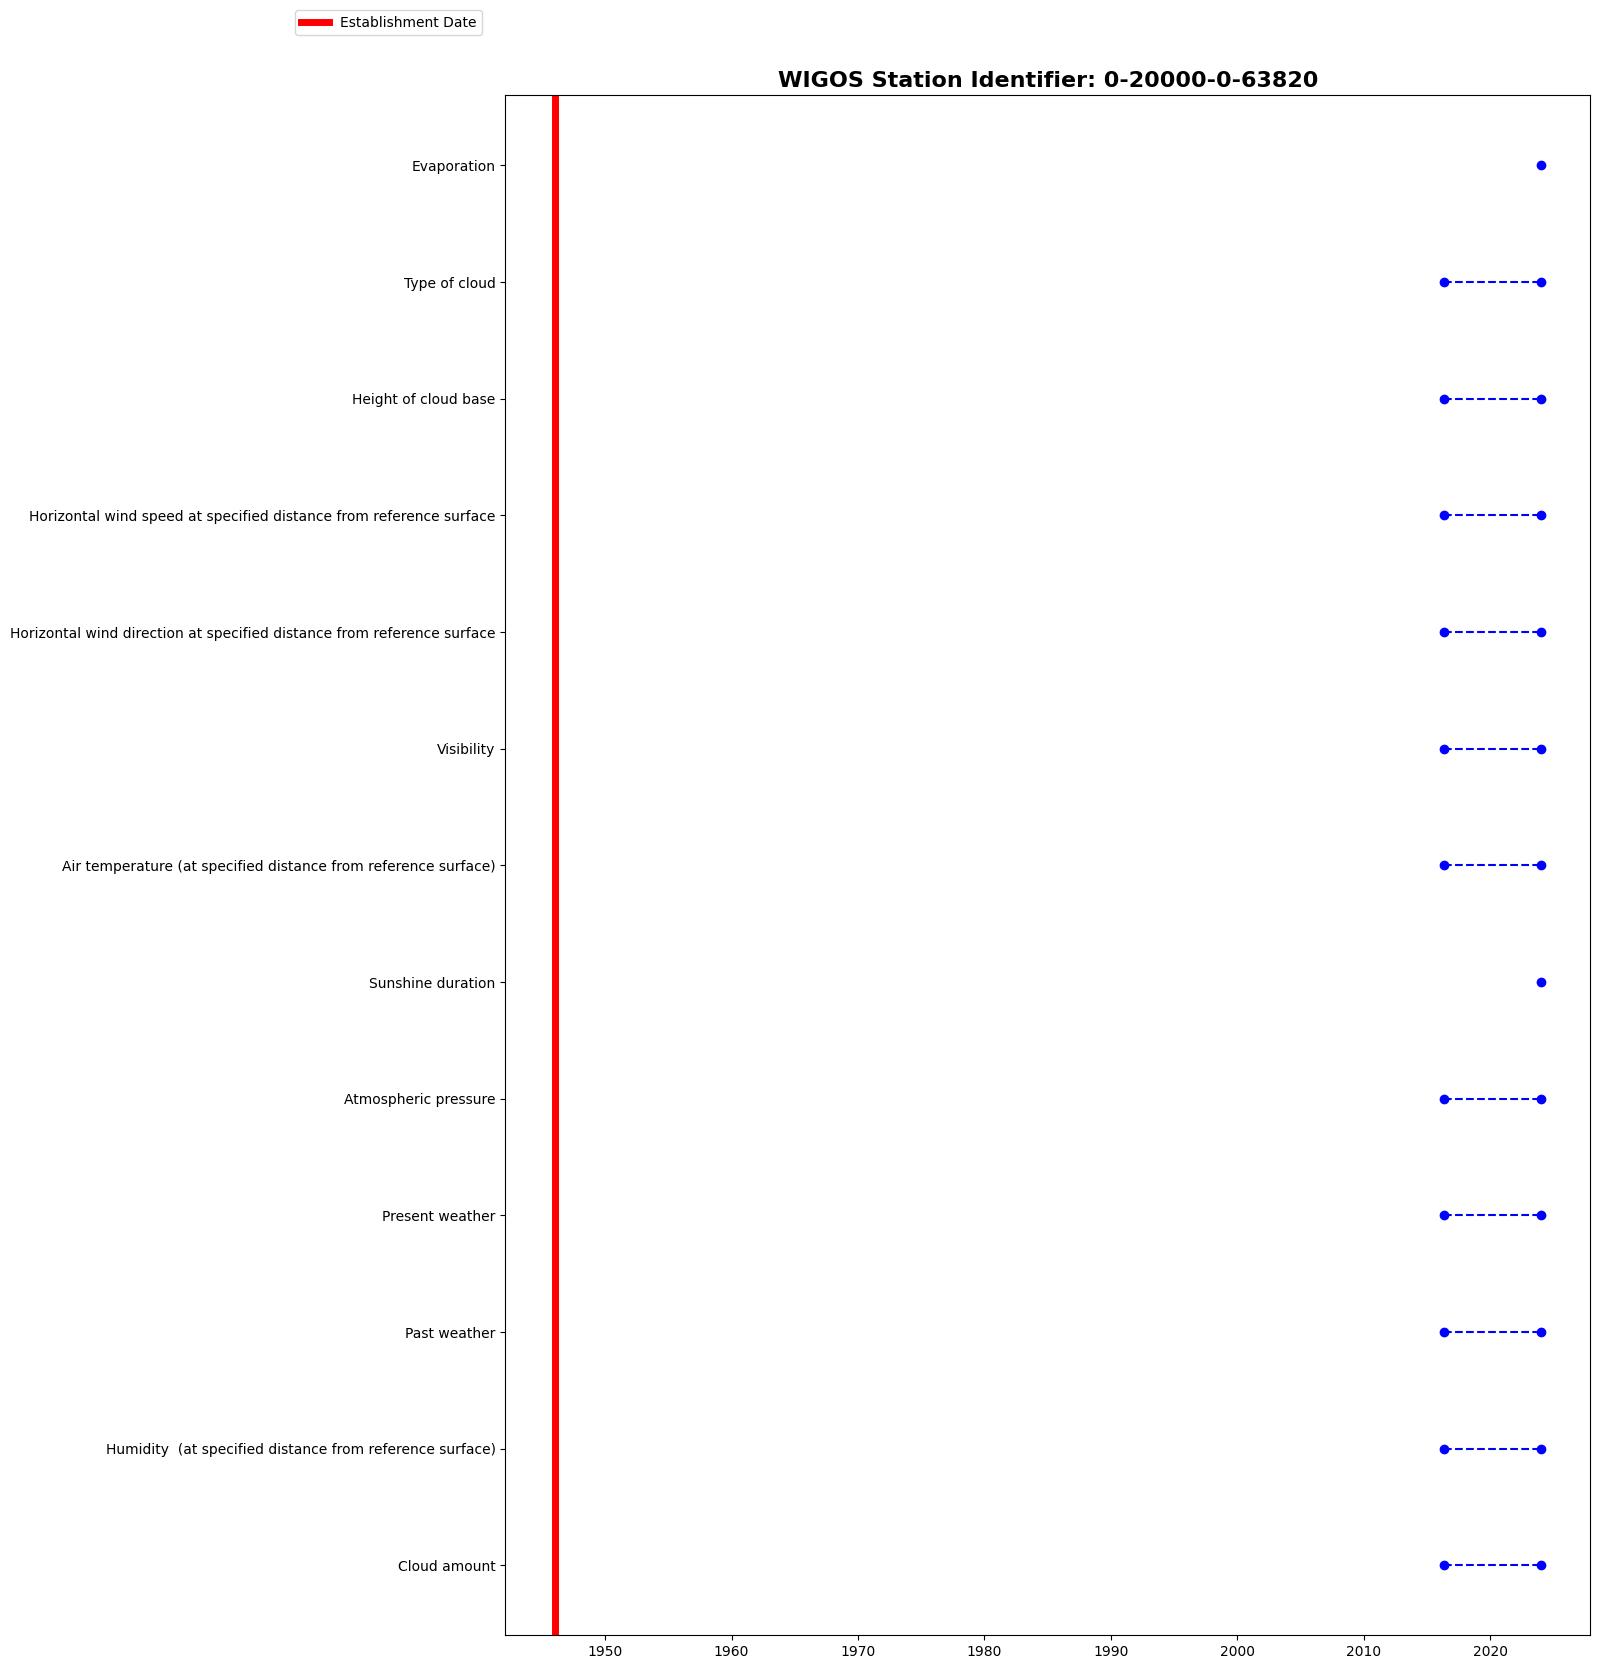 Establishment Date
WIGOS Station Identifier: 0-20000-0-63820
Evaporation
Type of cloud
Height of cloud base
Horizontal wind speed at specified distance from reference surface
Horizontal wind direction at specified distance from reference surface
Visibility
Air temperature (at specified distance from reference surface)
Sunshine duration
Atmospheric pressure
Present weather
Past weather
Humidity  (at specified distance from reference surface)
Cloud amount
1950 1960 1970 1980 1990 2000 2010 2020